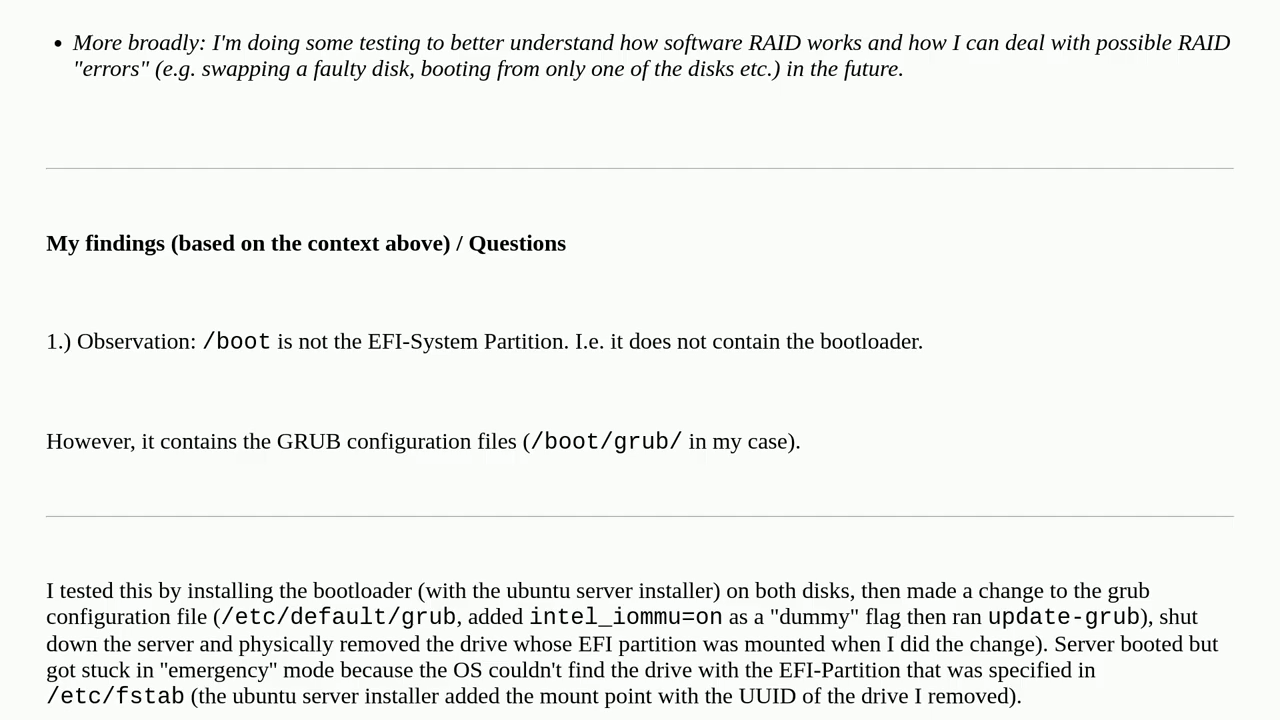 • More broadly: I'm doing some testing to better understand how software RAID works and how I can deal with possible RAID
"errors" (e.g. swapping a faulty disk, booting from only one of the disks etc.) in the future.
My findings (based on the context above) / Questions
1.) Observation: /boot is not the EFI-System Partition. I.e. it does not contain the bootloader.
However, it contains the GRUB configuration files (/boot/grub/ in my case).
I tested this by installing the bootloader (with the ubuntu server installer) on both disks, then made a change to the grub
configuration file (/etc/default/grub, added intel_iommu=on as a "dummy" flag then ran update-grub), shut
down the server and physically removed the drive whose EFI partition was mounted when I did the change). Server booted but
got stuck in "emergency" mode because the OS couldn't find the drive with the EFI-Partition that was specified in
/etc/fstab (the ubuntu server installer added the mount point with the UUID of the drive I removed).